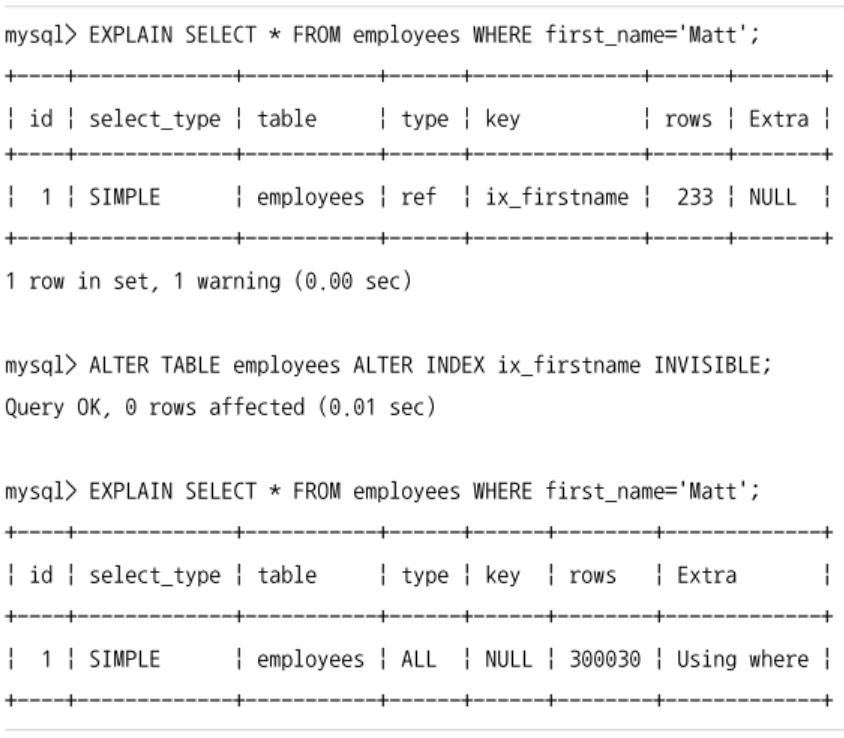 mysql> EXPLAIN SELECT * FROM employees WHERE first_name='Matt';
+----+-------------+-----------+------+--------------+------+-------+
¦ id ¦ select_type ¦ table     ¦ type ¦ key          ¦ rows ¦ Extra ¦
+----+-------------+-----------+------+--------------+------+-------+
¦  1 ¦ SIMPLE      ¦ employees ¦ ref  ¦ ix_firstname ¦  233 ¦ NULL  ¦
+----+-------------+-----------+------+--------------+------+-------+
1 row in set, 1 warning (0.00 sec)
mysql> ALTER TABLE employees ALTER INDEX ix_firstname INVISIBLE;
Query OK, 0 rows affected (0.01 sec)
mysql> EXPLAIN SELECT * FROM employees WHERE first_name='Matt';
+----+-------------+-----------+------+------+--------+-------------+
¦ id ¦ select_type ¦ table     ¦ type ¦ key  ¦ rows   ¦ Extra       ¦
+----+-------------+-----------+------+------+--------+-------------+
¦  1 ¦ SIMPLE      ¦ employees ¦ ALL  ¦ NULL ¦ 300030 ¦ Using where ¦
+----+-------------+-----------+------+------+--------+-------------+